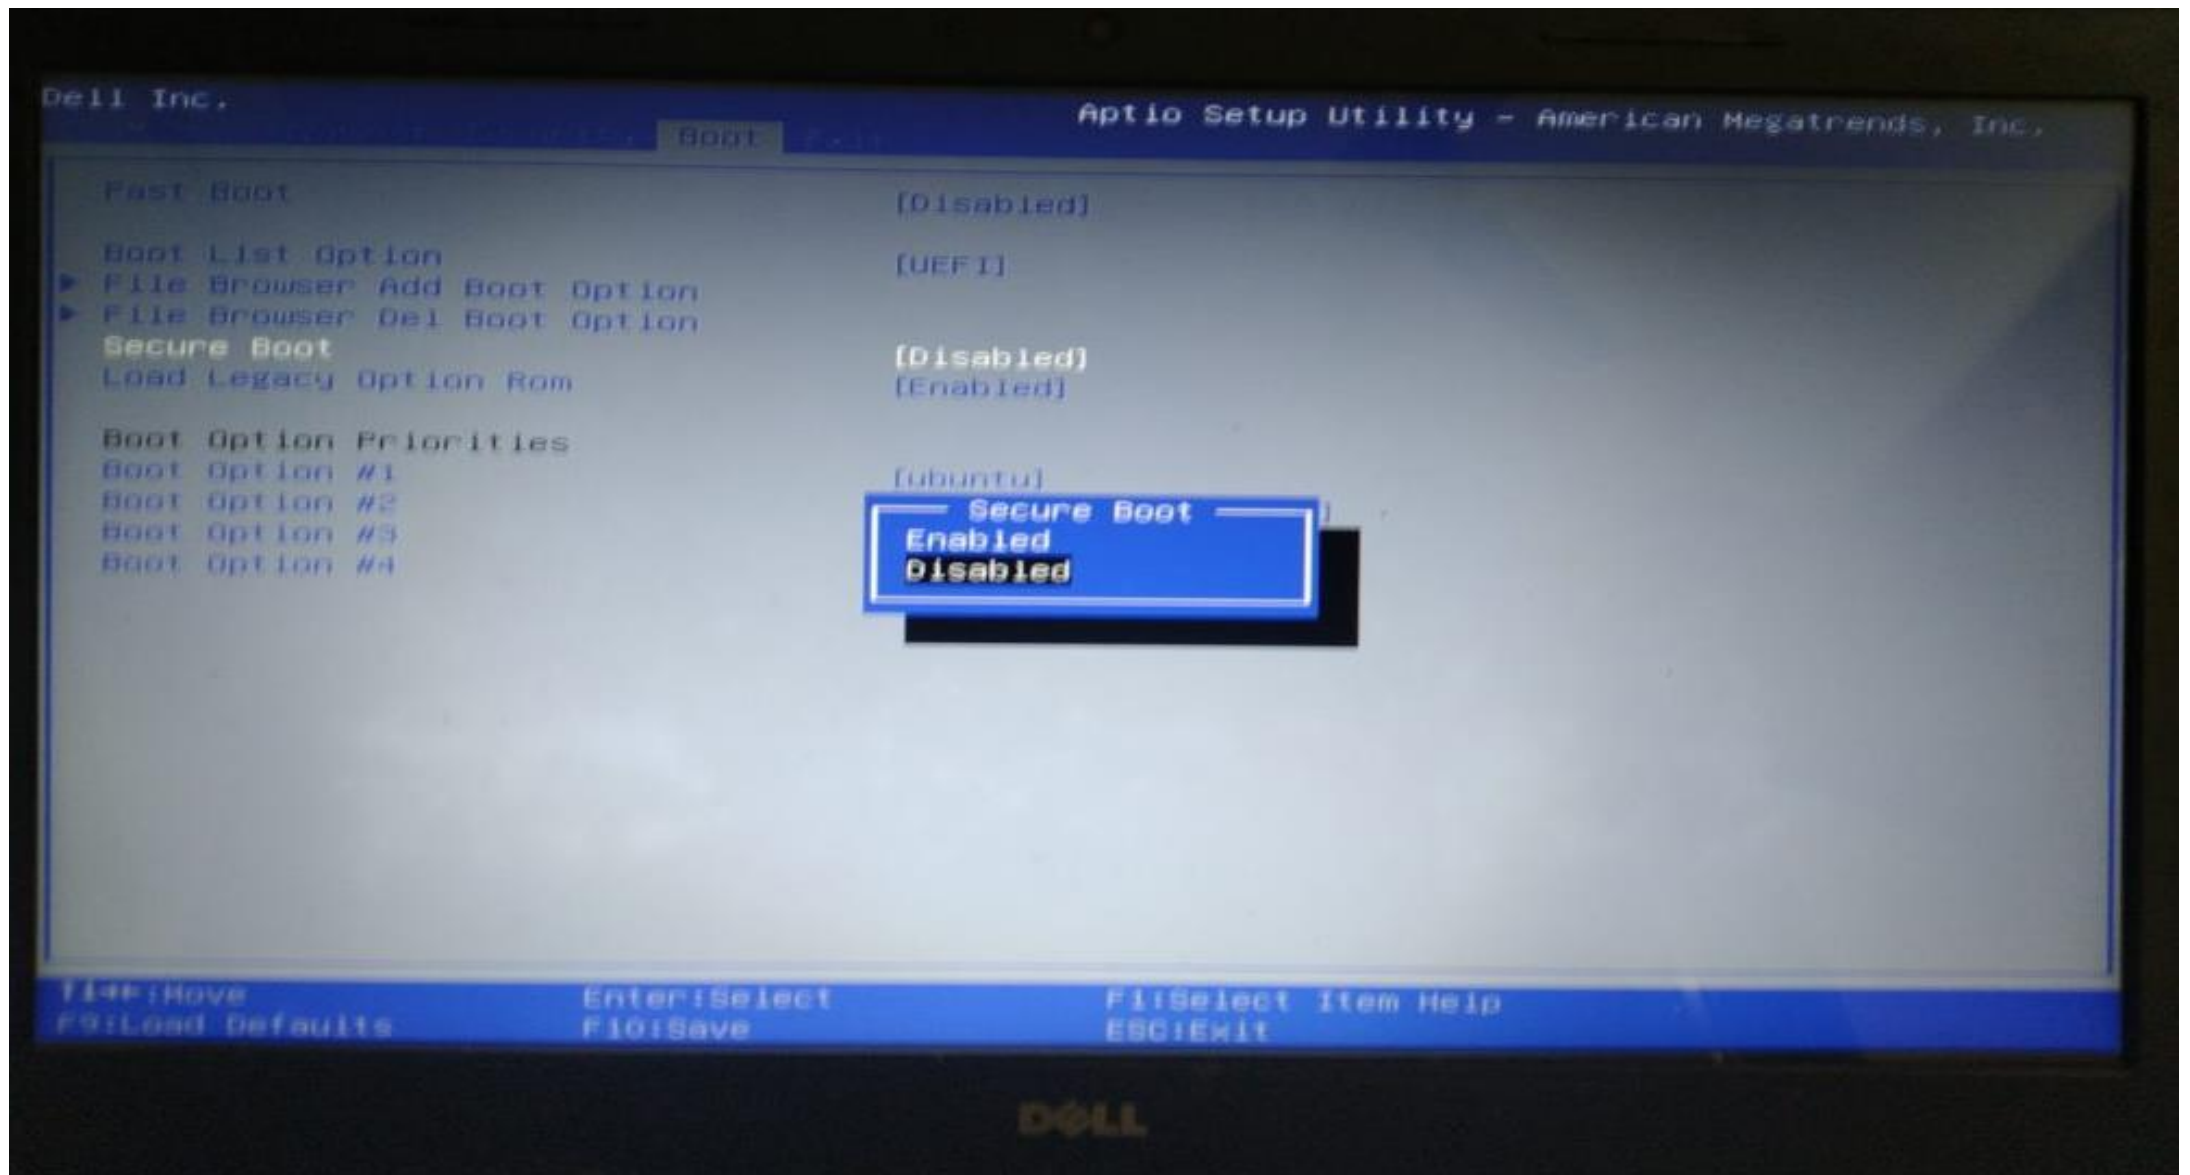 Dell Inc.
Aptio Setup Utility - American Megatrends, Inc.
Boot
Fast Boot [Disabled]
Boot List Option [UEFI]
▶ File Browser Add Boot Option
▶ File Browser Del Boot Option
Secure Boot [Disabled]
Load Legacy Option Rom [Enabled]
Boot Option Priorities
Boot Option #1 [ubuntu]
Boot Option #2 ]
Boot Option #3
Boot Option #4
Secure Boot
Enabled
Disabled
:Move Enter:Select F1:Select Item Help
F9:Load Defaults F10:Save ESC:Exit
DELL